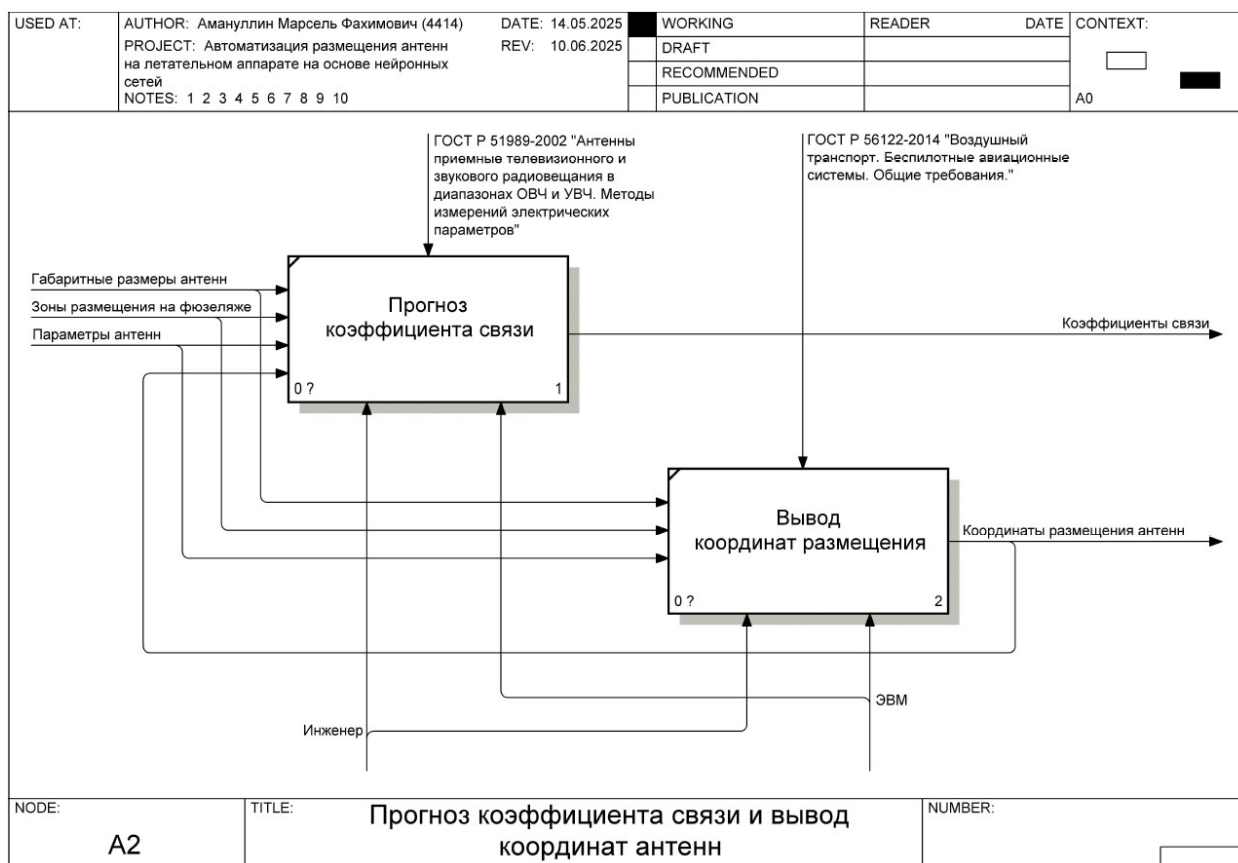 USED AT:
AUTHOR: Амануллин Марсель Фахимович (4414)
DATE: 14.05.2025
PROJECT: Автоматизация размещения антенн
на летательном аппарате на основе нейронных
сетей
REV: 10.06.2025
NOTES: 1 2 3 4 5 6 7 8 9 10
WORKING
DRAFT
RECOMMENDED
PUBLICATION
READER
DATE
CONTEXT:
A0
ГОСТ Р 51989-2002 "Антенны
приемные телевизионного и
звукового радиовещания в
диапазонах ОВЧ и УВЧ. Методы
измерений электрических
параметров"
ГОСТ Р 56122-2014 "Воздушный
транспорт. Беспилотные авиационные
системы. Общие требования."
Габаритные размеры антенн
Зоны размещения на фюзеляже
Параметры антенн
Прогноз
коэффициента связи
0 ?
1
Коэффициенты связи
Вывод
координат размещения
0 ?
2
Координаты размещения антенн
ЭВМ
Инженер
NODE:
A2
TITLE:
Прогноз коэффициента связи и вывод
координат антенн
NUMBER: